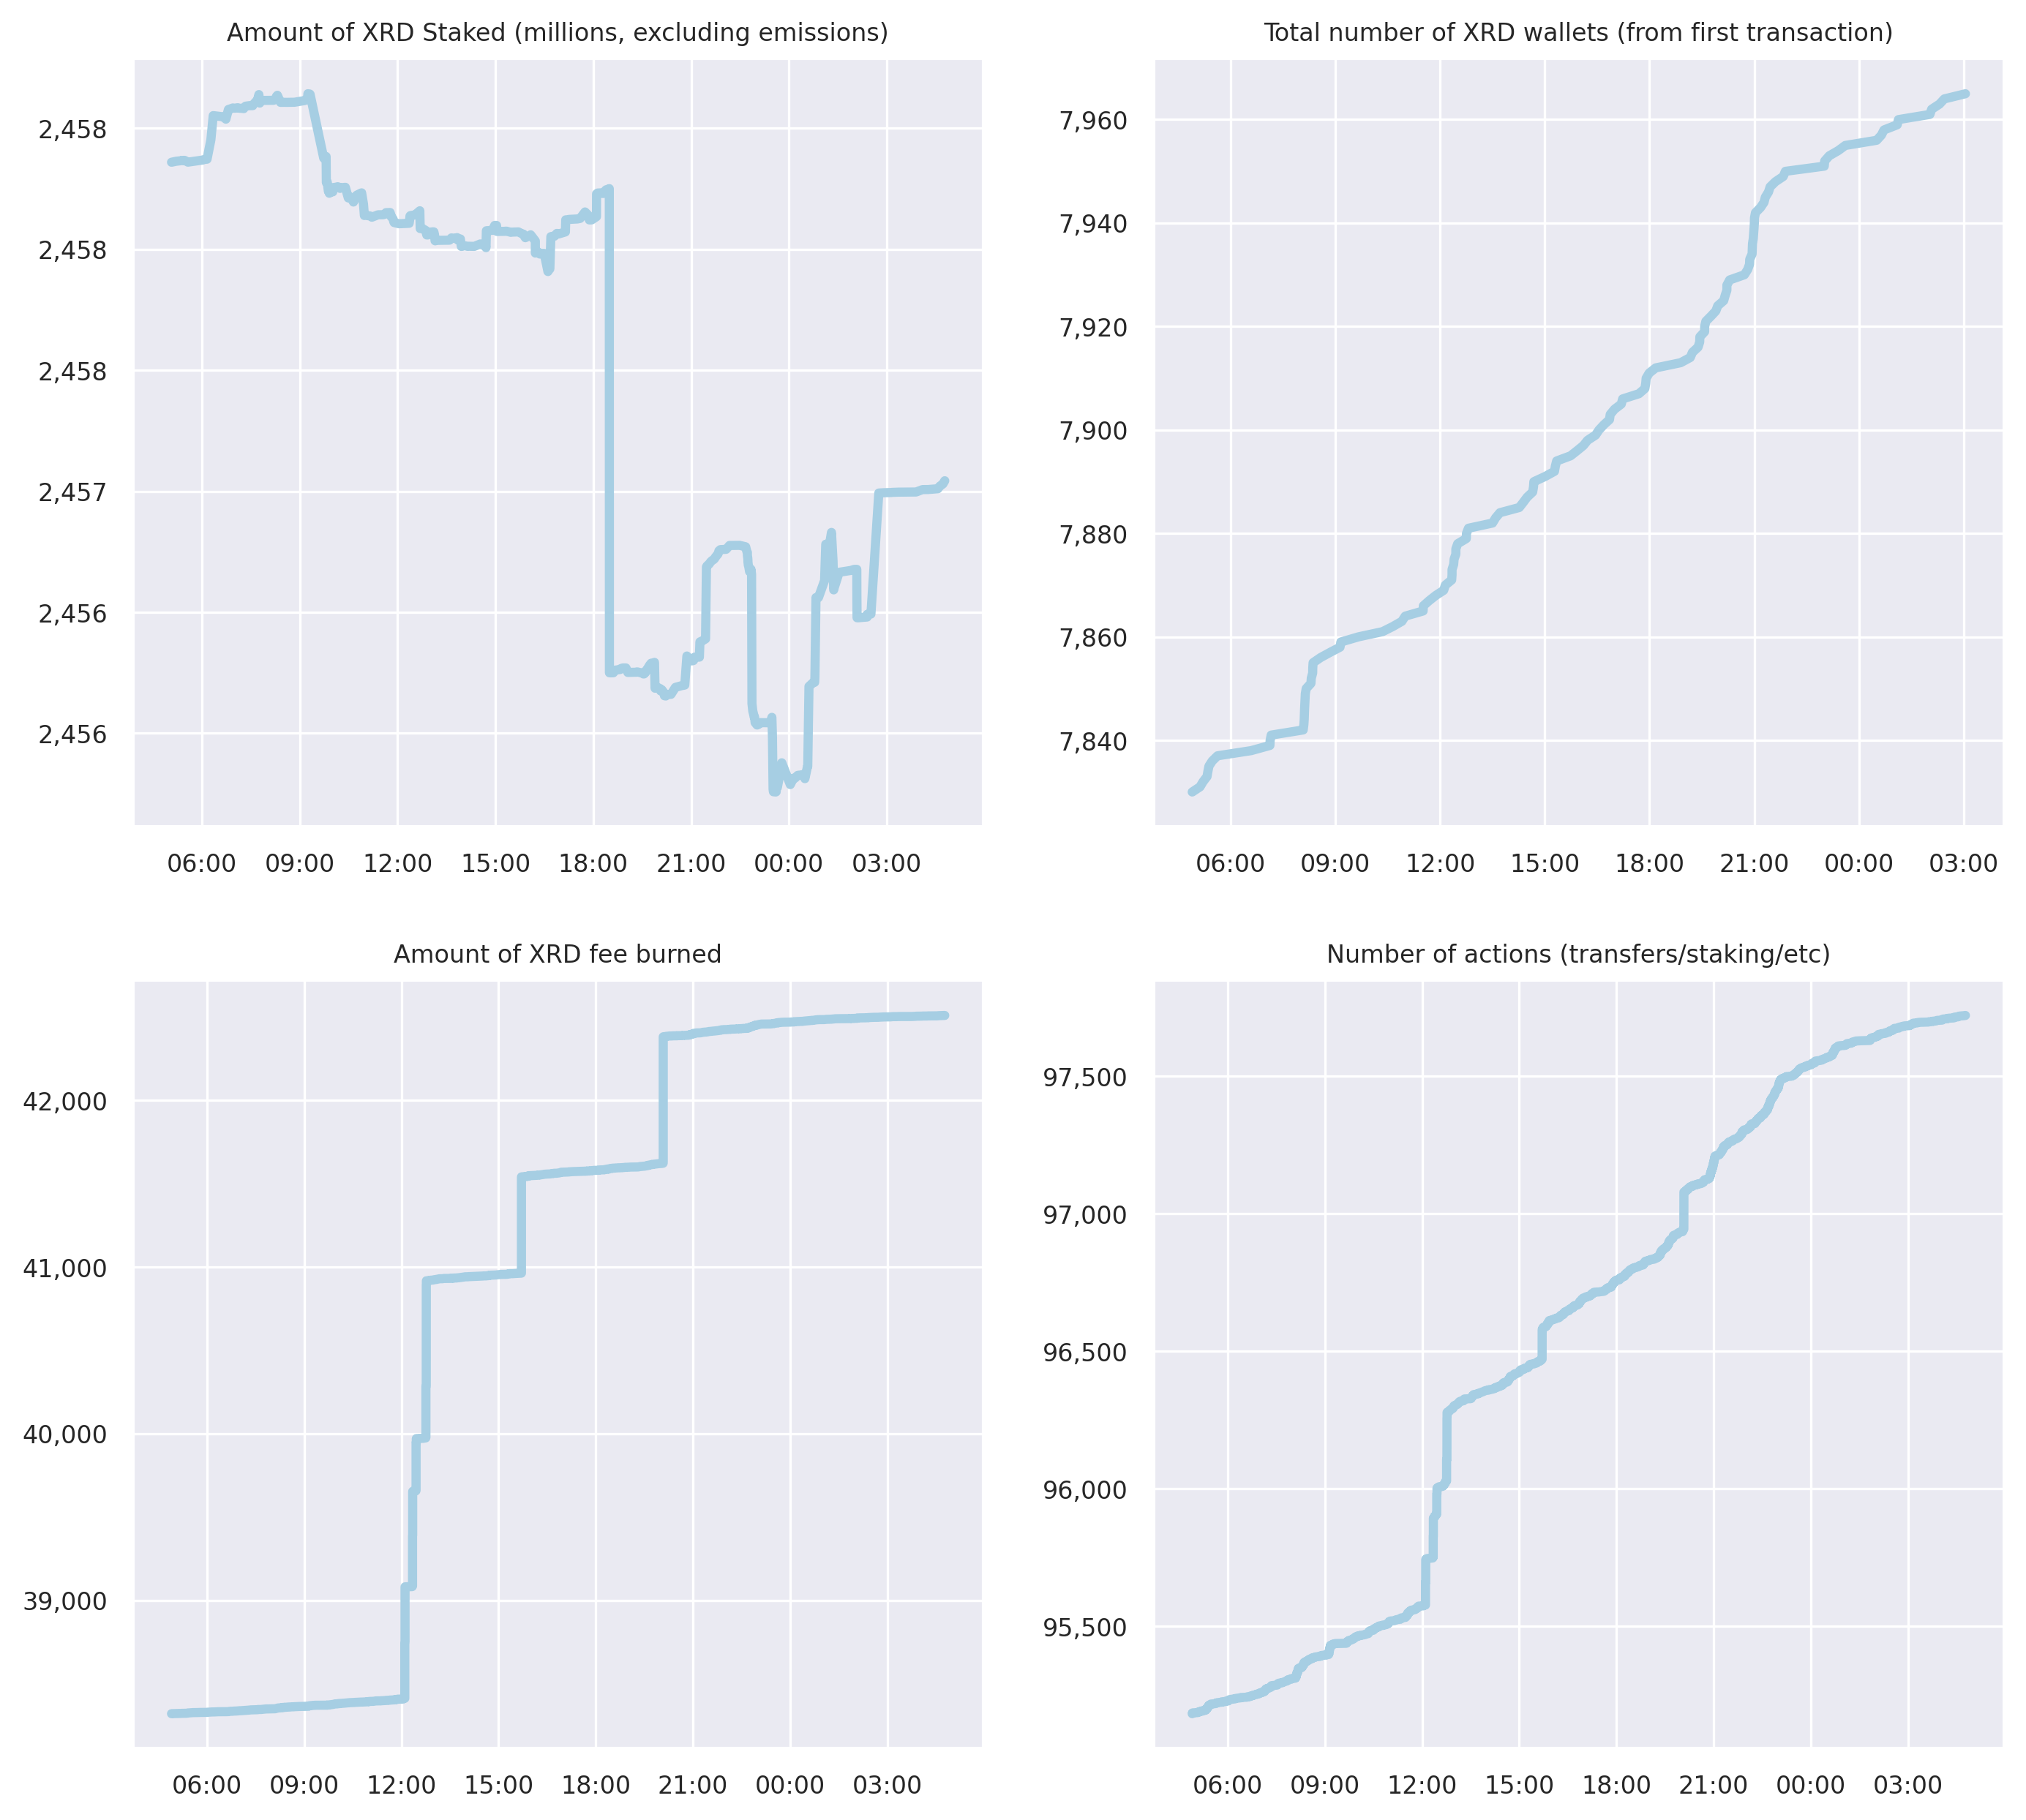 Amount of XRD Staked (millions, excluding emissions)
2,458
2,458
2,458
2,457
2,456
2,456
06:00 09:00 12:00 15:00 18:00 21:00 00:00 03:00
Total number of XRD wallets (from first transaction)
7,960
7,940
7,920
7,900
7,880
7,860
7,840
06:00 09:00 12:00 15:00 18:00 21:00 00:00 03:00
Amount of XRD fee burned
42,000
41,000
40,000
39,000
06:00 09:00 12:00 15:00 18:00 21:00 00:00 03:00
Number of actions (transfers/staking/etc)
97,500
97,000
96,500
96,000
95,500
06:00 09:00 12:00 15:00 18:00 21:00 00:00 03:00